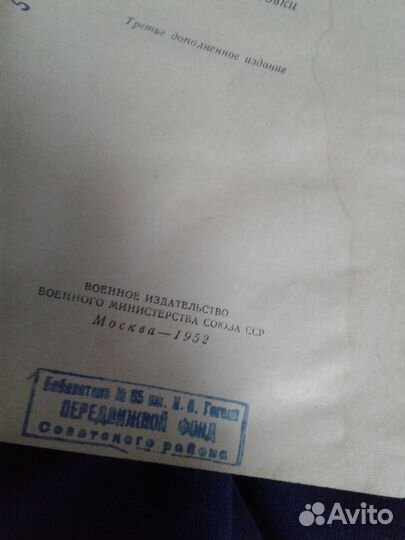 овки
Третье дополненное издание
ВОЕННОЕ ИЗДАТЕЛЬСТВО
ВОЕННОГО МИНИСТЕРСТВА СОЮЗА ССР
Москва—1952
Библиотека № 65 им. Н. В. Гоголя
ПЕРЕДВИЖНОЙ ФОНД
Советского района
Avito